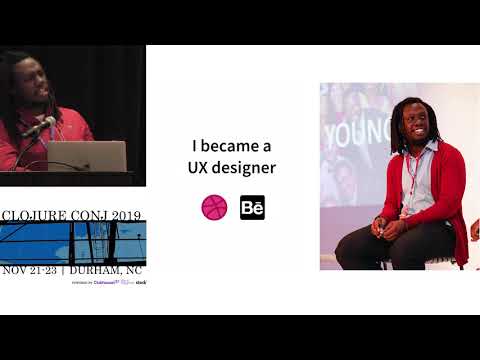 I became a
UX designer
Bē
YOUNG
CLOJURE CONJ 2019
NOV 21-23 | DURHAM, NC